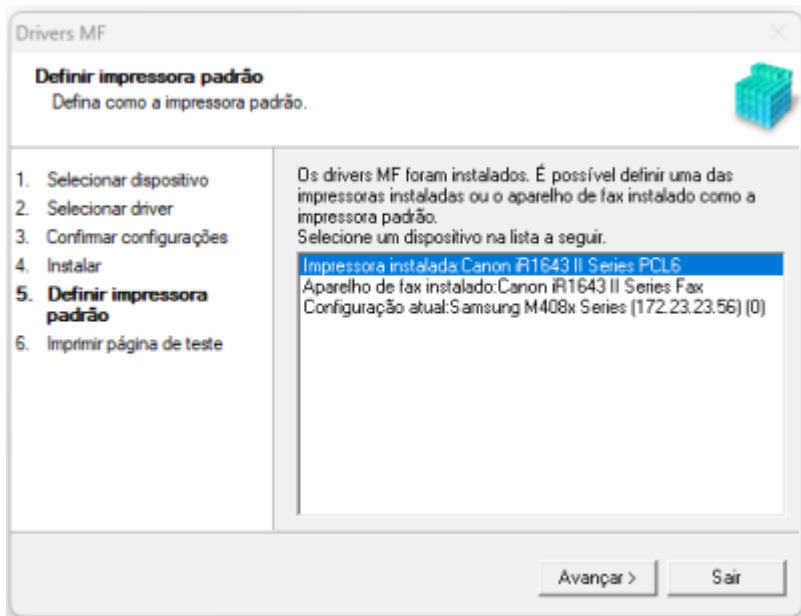 Drivers MF
Definir impressora padrão
Defina como a impressora padrão.
1. Selecionar dispositivo
2. Selecionar driver
3. Confirmar configurações
4. Instalar
5. Definir impressora
padrão
6. Imprimir página de teste
Os drivers MF foram instalados. É possível definir uma das
impressoras instaladas ou o aparelho de fax instalado como a
impressora padrão.
Selecione um dispositivo na lista a seguir.
Impressora instalada:Canon iR1643 II Series PCL6
Aparelho de fax instalado:Canon iR1643 II Series Fax
Configuração atual:Samsung M408x Series (172.23.23.56) (0)
Avançar >
Sair